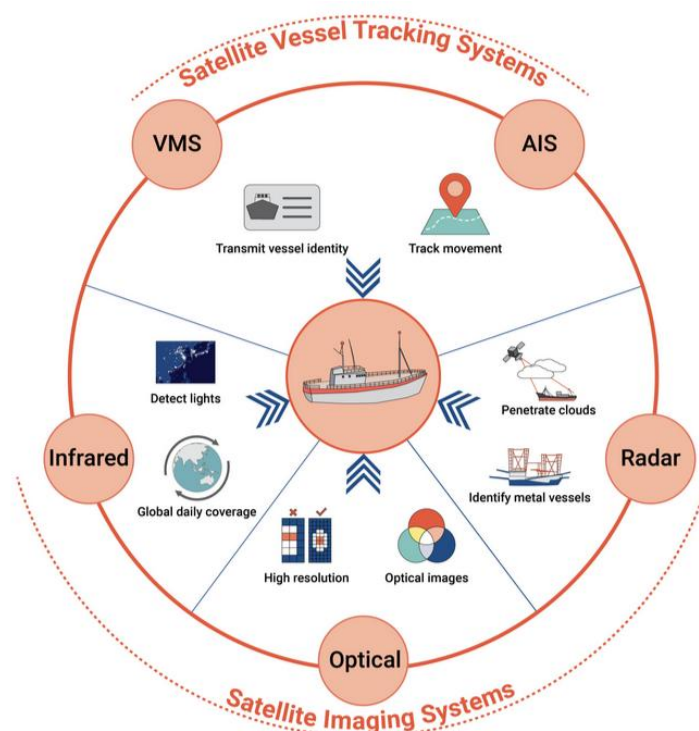 Satellite Vessel Tracking Systems
VMS
AIS
Transmit vessel identity
Track movement
Detect lights
Penetrate clouds
Infrared
Radar
Global daily coverage
Identify metal vessels
High resolution
Optical images
Optical
Satellite Imaging Systems